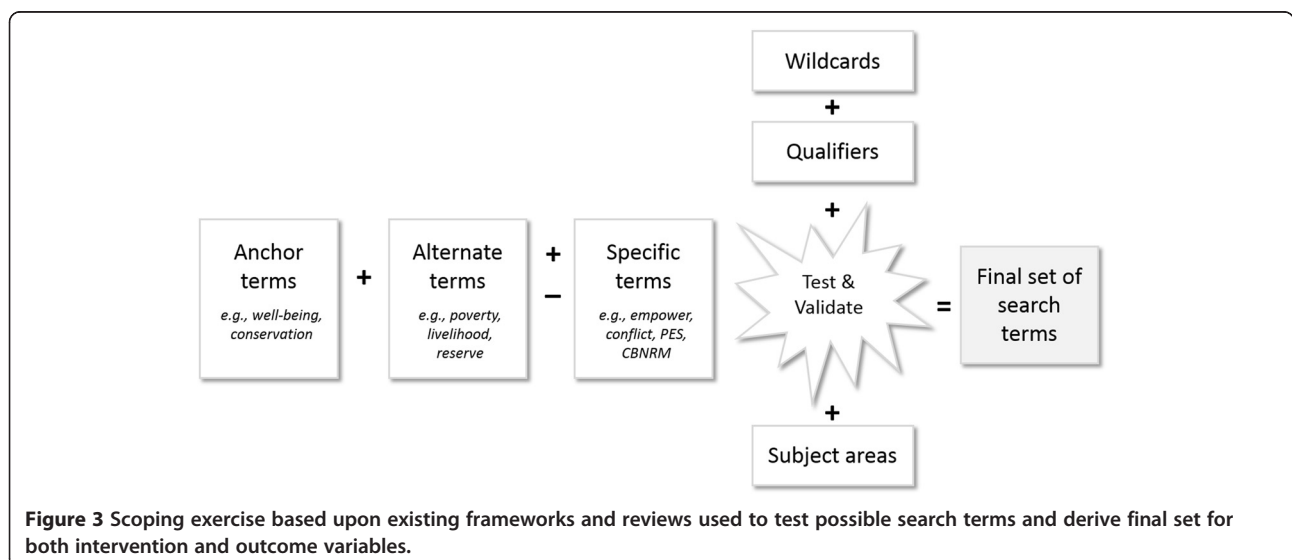 Wildcards
+
Qualifiers
+
Anchor
terms
e.g., well-being,
conservation
+
Alternate
terms
e.g., poverty,
livelihood,
reserve
+
–
Specific
terms
e.g., empower,
conflict, PES,
CBNRM
Test &
Validate
=
Final set of
search
terms
+
Subject areas
Figure 3 Scoping exercise based upon existing frameworks and reviews used to test possible search terms and derive final set for
both intervention and outcome variables.